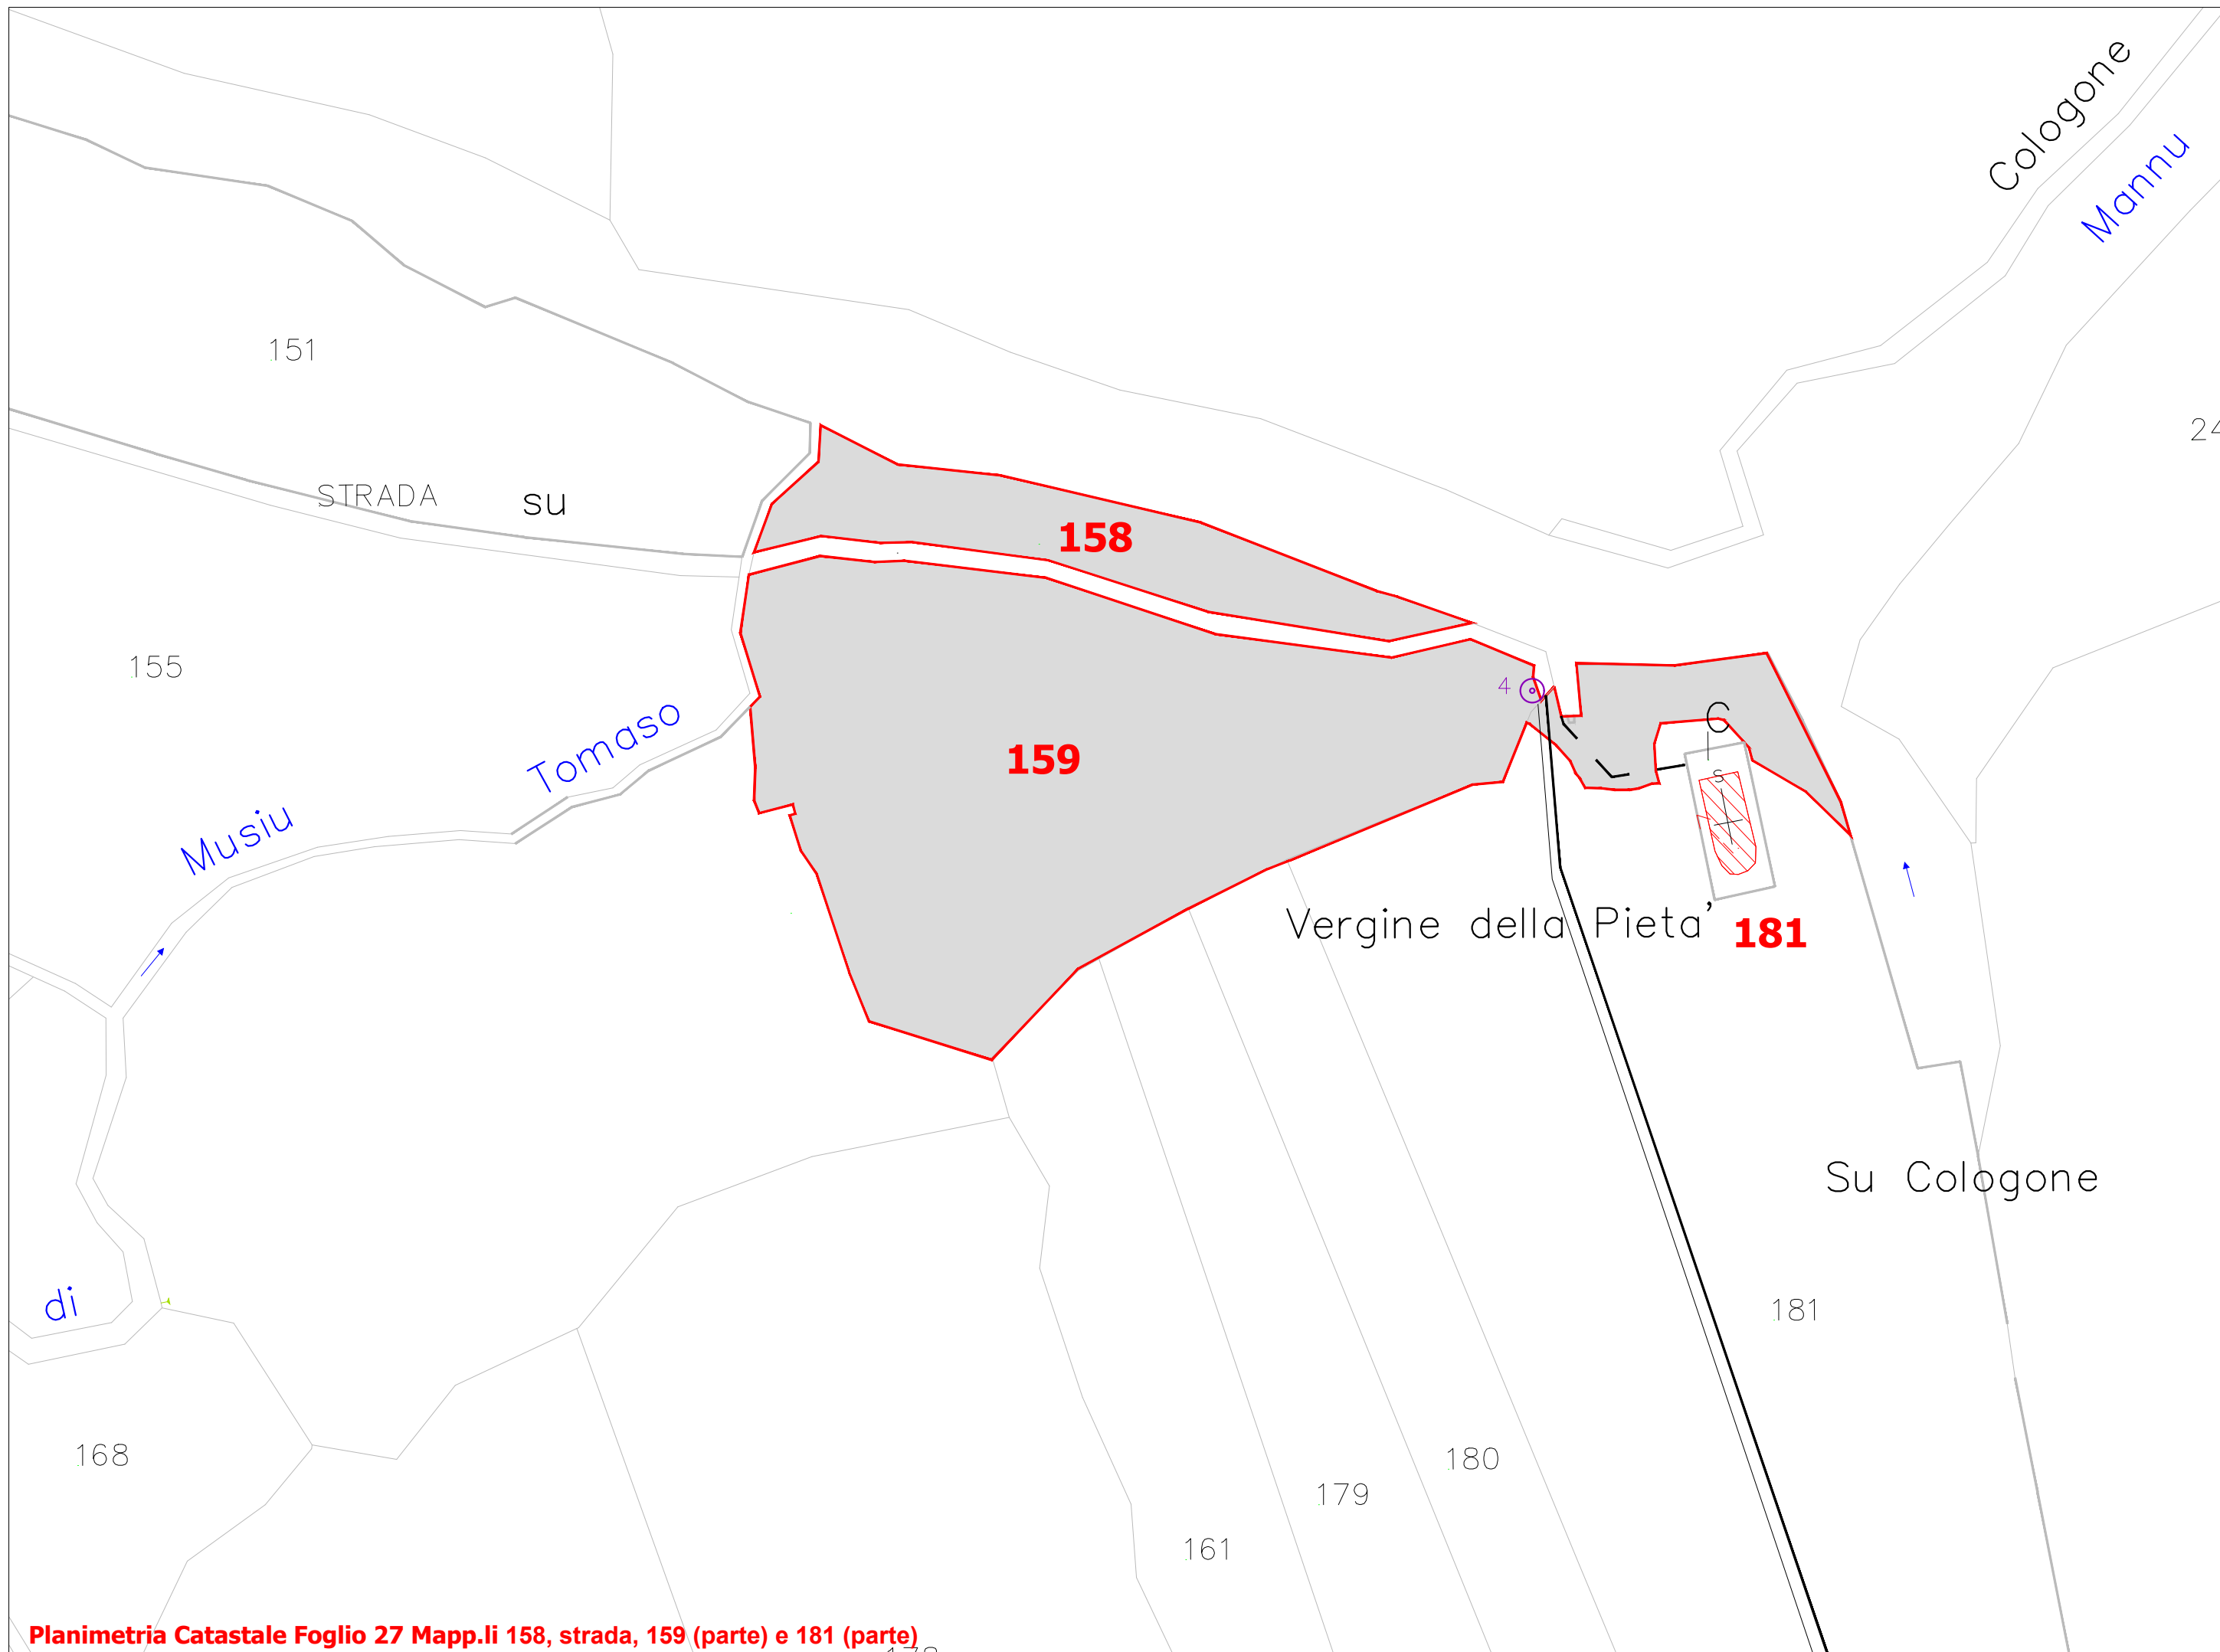 Cologone
Mannu
151
24
STRADA su
158
155
4
Tomaso
159
C
s
Musiu
Vergine della Pieta'
181
Su Cologone
di
181
168
180
179
161
Planimetria Catastale Foglio 27 Mapp.li 158, strada, 159 (parte) e 181 (parte)